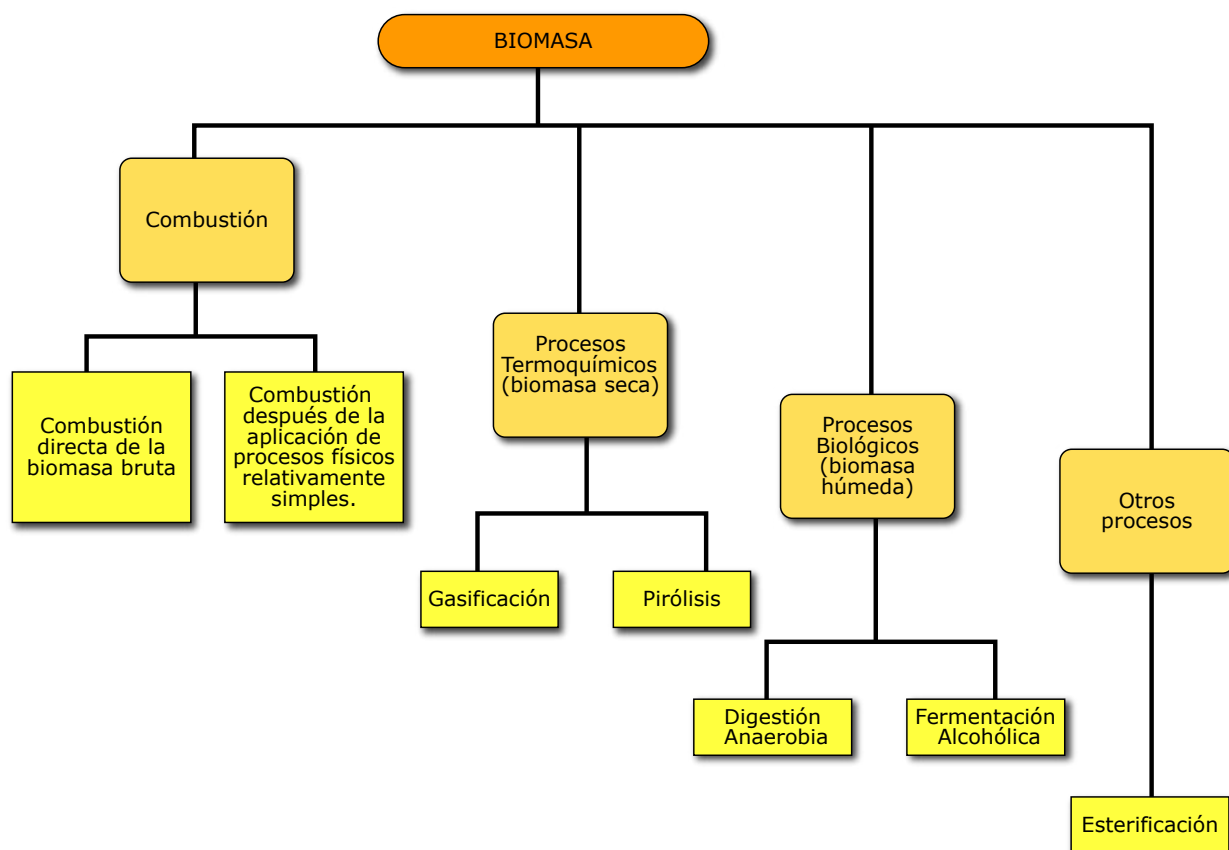 BIOMASA
Combustión
Combustión
directa de la
biomasa bruta
Combustión
después de la
aplicación de
procesos físicos
relativamente
simples.
Procesos
Termoquímicos
(biomasa seca)
Gasificación
Pirólisis
Procesos
Biológicos
(biomasa
húmeda)
Digestión
Anaerobia
Fermentación
Alcohólica
Otros
procesos
Esterificación